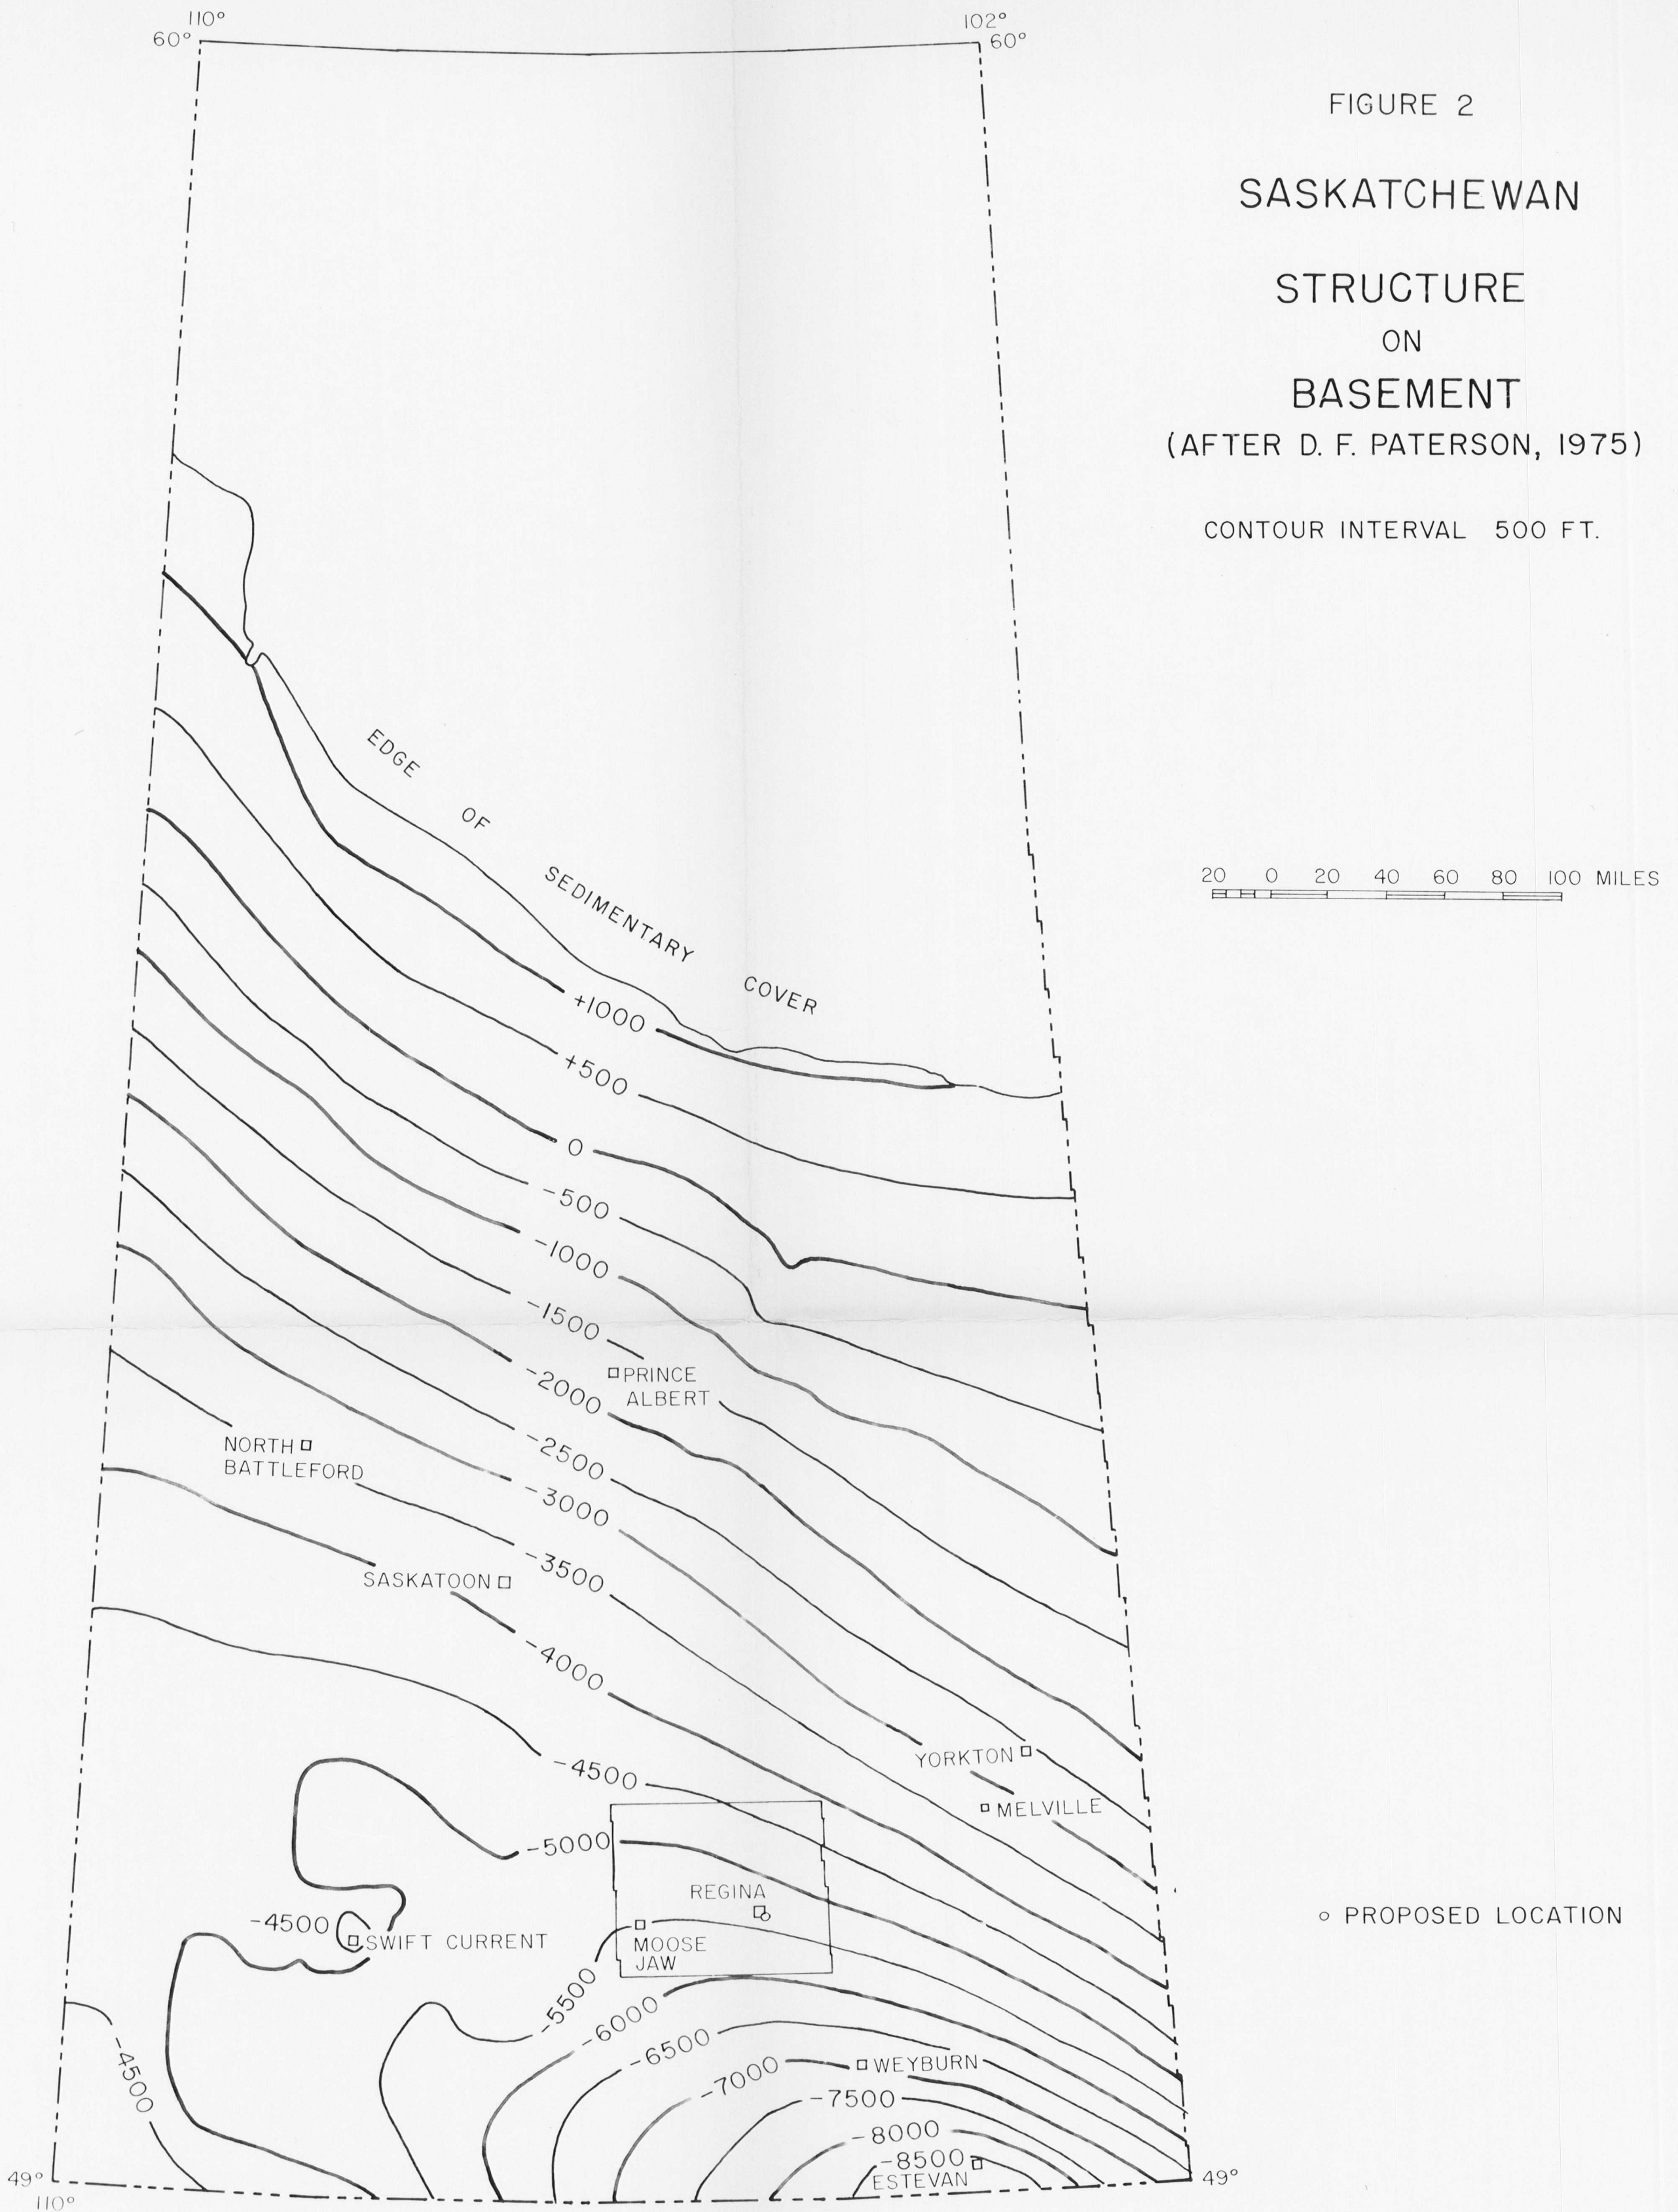 110°
102°
60°
60°
FIGURE 2
SASKATCHEWAN
STRUCTURE
ON
BASEMENT
(AFTER D. F. PATERSON, 1975)
CONTOUR INTERVAL 500 FT.
EDGE OF SEDIMENTARY COVER
20 0 20 40 60 80 100 MILES
+1000
+500
0
-500
-1000
-1500
PRINCE
ALBERT
-2000
NORTH
BATTLEFORD
-2500
-3000
-3500
SASKATOON
-4000
YORKTON
-4500
MELVILLE
-5000
REGINA
-4500
SWIFT CURRENT
MOOSE
JAW
PROPOSED LOCATION
-5500
-6000
-6500
-7000
WEYBURN
-4500
-7500
-8000
-8500
ESTEVAN
49°
110°
49°